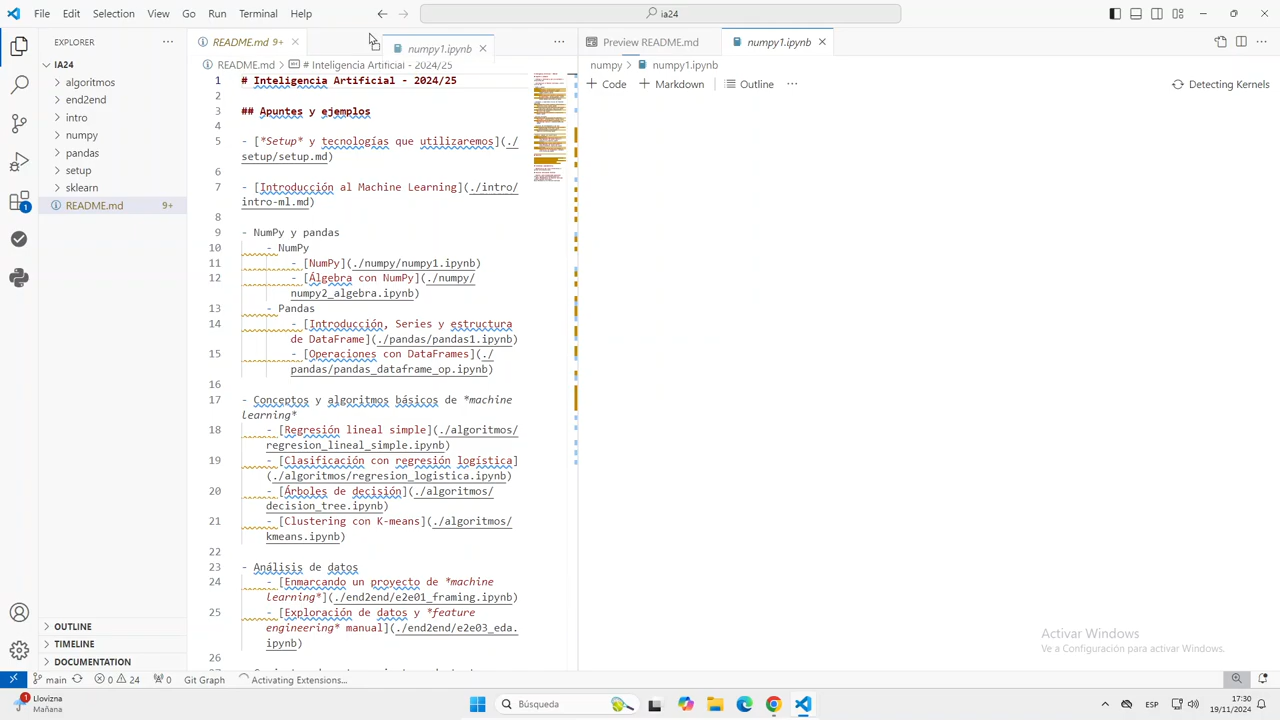 File Edit Selection View Go Run Terminal Help
ia24
EXPLORER
IA24
algoritmos
end2end
intro
numpy
pandas
setup
sklearn
README.md 9+
OUTLINE
TIMELINE
DOCUMENTATION
README.md 9+
numpy1.ipynb
README.md > # Inteligencia Artificial - 2024/25
1 # Inteligencia Artificial - 2024/25
2
3 ## Apuntes y ejemplos
4
5 - [*Setup* y tecnologías que utilizaremos](./
setup/setup.md)
6
7 - [Introducción al Machine Learning](./intro/
intro-ml.md)
8
9 - NumPy y pandas
10 - NumPy
11 - [NumPy](./numpy/numpy1.ipynb)
12 - [Álgebra con NumPy](./numpy/
numpy2_algebra.ipynb)
13 - Pandas
14 - [Introducción, Series y estructura
de DataFrame](./pandas/pandas1.ipynb)
15 - [Operaciones con DataFrames](./
pandas/pandas_dataframe_op.ipynb)
16
17 - Conceptos y algoritmos básicos de *machine
learning*
18 - [Regresión lineal simple](./algoritmos/
regresion_lineal_simple.ipynb)
19 - [Clasificación con regresión logística]
(./algoritmos/regresion_logistica.ipynb)
20 - [Árboles de decisión](./algoritmos/
decision_tree.ipynb)
21 - [Clustering con K-means](./algoritmos/
kmeans.ipynb)
22
23 - Análisis de datos
24 - [Enmarcando un proyecto de *machine
learning*](./end2end/e2e01_framing.ipynb)
25 - [Exploración de datos y *feature
engineering* manual](./end2end/e2e03_eda.
ipynb)
26
Preview README.md
numpy1.ipynb
numpy > numpy1.ipynb
+ Code + Markdown Outline ...
Detecting
Activar Windows
Ve a Configuración para activar Windows.
main 0 24 0 Git Graph Activating Extensions...
1
1
Llovizna
Mañana
Búsqueda
ESP
17:30
19/11/2024